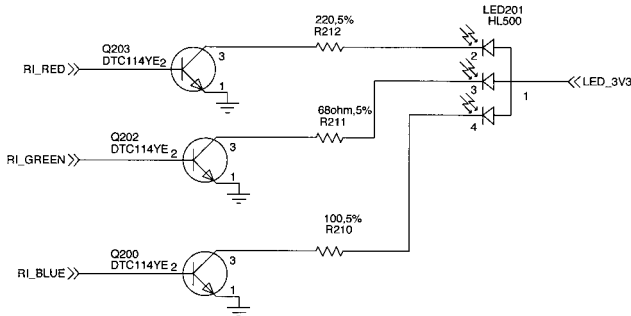 LED201
HL500
220,5%
R212
Q203
DTC114YE
2
3
1
RI_RED
2
3
4
1
LED_3V3
68ohm,5%
R211
Q202
DTC114YE
2
3
1
RI_GREEN
100,5%
R210
Q200
DTC114YE
2
3
1
RI_BLUE